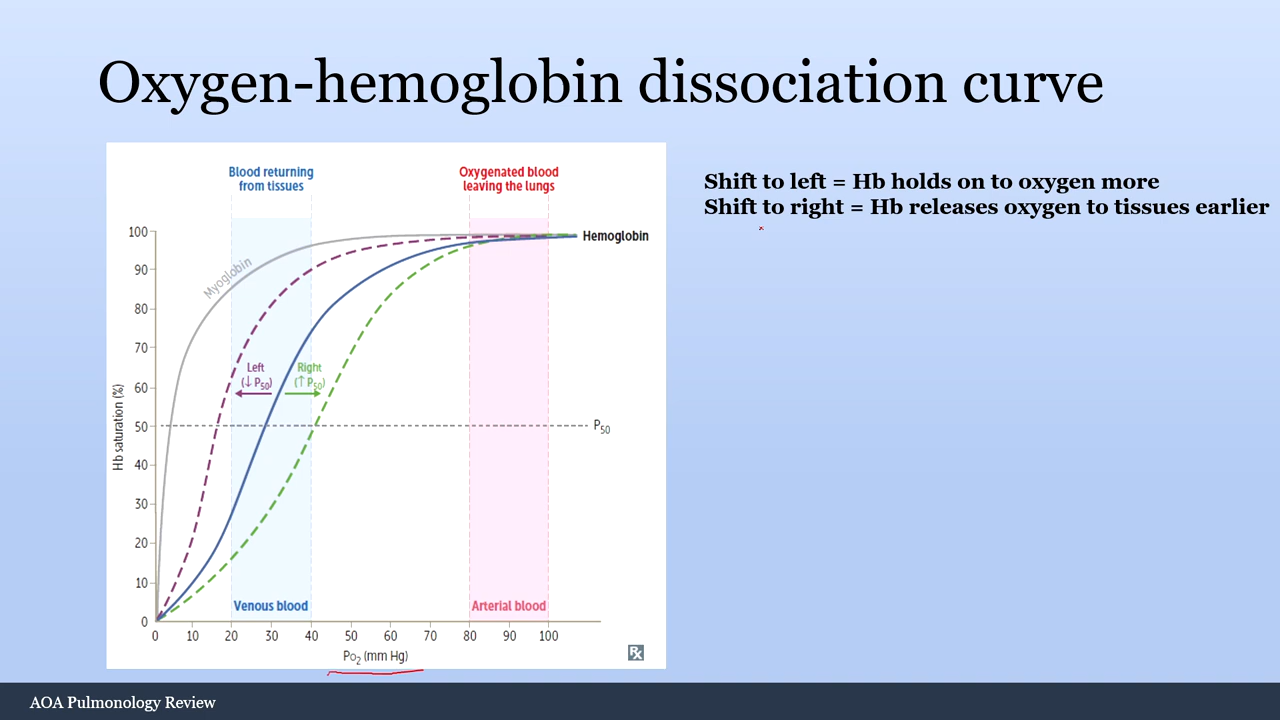 Oxygen-hemoglobin dissociation curve
Blood returning
from tissues
Oxygenated blood
leaving the lungs
Shift to left = Hb holds on to oxygen more
Shift to right = Hb releases oxygen to tissues earlier
Hemoglobin
Myoglobin
Left
(↓ P50)
Right
(↑ P50)
P50
Hb saturation (%)
100
90
80
70
60
50
40
30
20
10
0
Venous blood
Arterial blood
0 10 20 30 40 50 60 70 80 90 100
Po2 (mm Hg)
RX
AOA Pulmonology Review